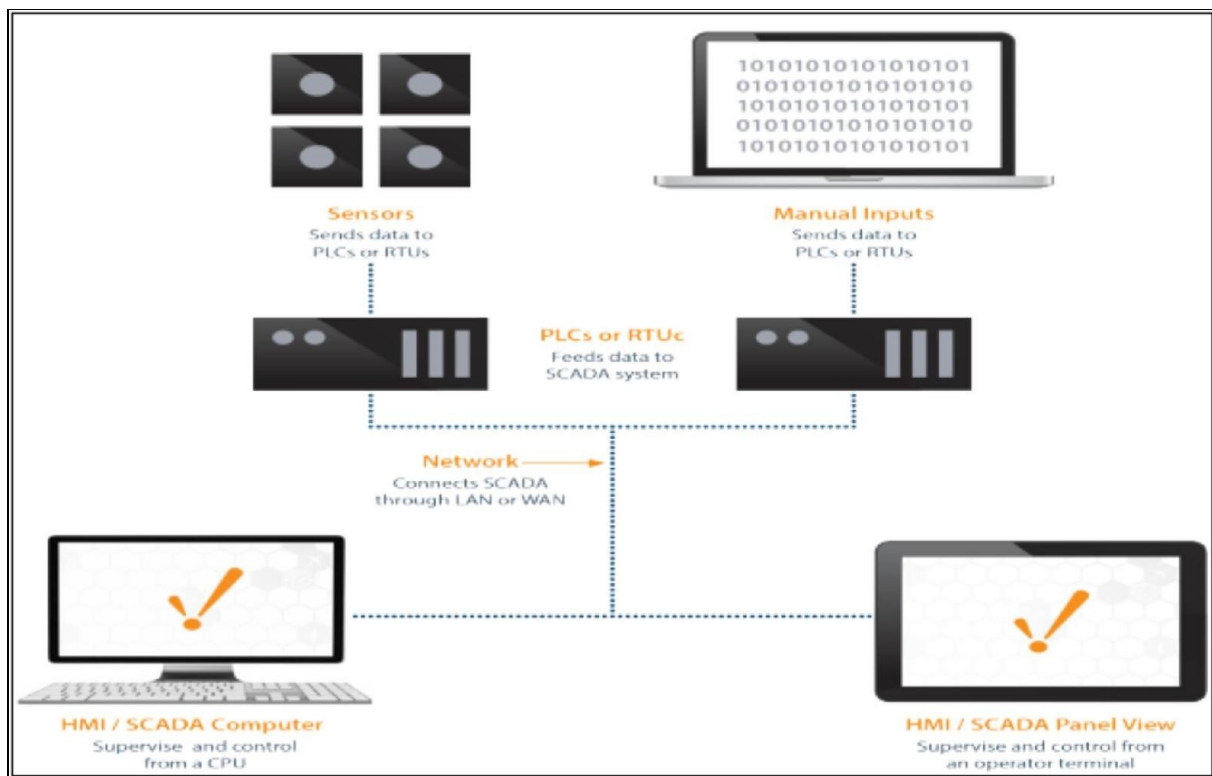 10101010101010101
01010101010101010
10101010101010101
01010101010101010
10101010101010101
Sensors
Sends data to
PLCs or RTUs
Manual Inputs
Sends data to
PLCs or RTUs
PLCs or RTUc
Feeds data to
SCADA system
Network
Connects SCADA
through LAN or WAN
HMI / SCADA Computer
Supervise and control
from a CPU
HMI / SCADA Panel View
Supervise and control from
an operator terminal